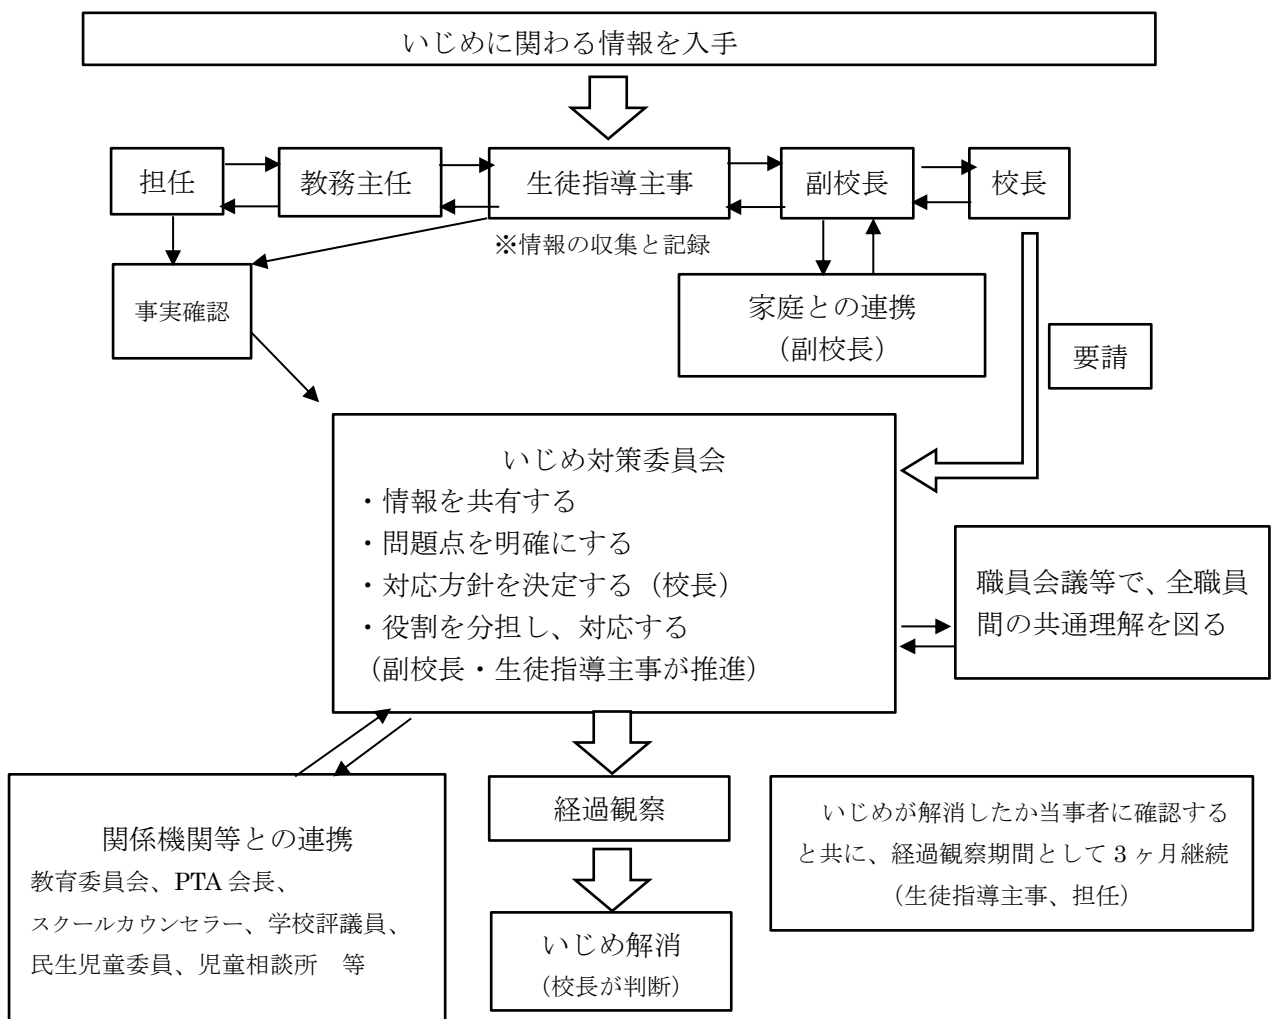 いじめに関わる情報を入手
担任
教務主任
生徒指導主事
副校長
校長
※情報の収集と記録
事実確認
家庭との連携
(副校長)
要請
いじめ対策委員会
・情報を共有する
・問題点を明確にする
・対応方針を決定する(校長)
・役割を分担し、対応する
(副校長・生徒指導主事が推進)
職員会議等で、全職員
間の共通理解を図る
関係機関等との連携
教育委員会、PTA 会長、
スクールカウンセラー、学校評議員、
民生児童委員、児童相談所　等
経過観察
いじめ解消
(校長が判断)
いじめが解消したか当事者に確認する
と共に、経過観察期間として 3 ヶ月継続
(生徒指導主事、担任)